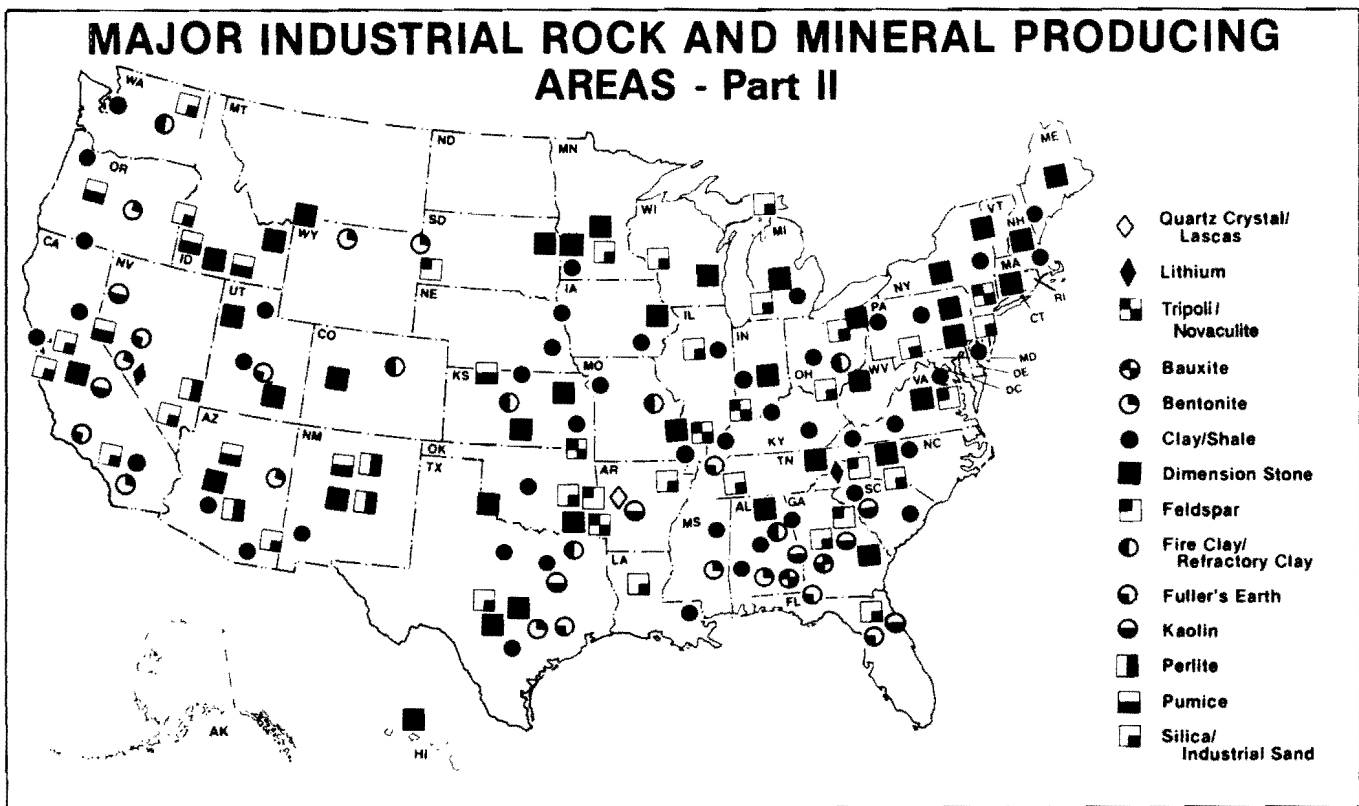 MAJOR INDUSTRIAL ROCK AND MINERAL PRODUCING
AREAS - Part II
WA
MT
ND
MN
ME
OR
SD
WI
MI
VT
NH
ID
WY
CA
NV
NE
IA
NY
MA
RI
CT
UT
CO
IL
IN
PA
OH
WV
MD
DE
DC
KS
MO
VA
KY
AZ
NM
OK
TX
AR
TN
NC
SC
MS
AL
GA
LA
FL
AK
HI
Quartz Crystal/
Lascas
Lithium
Tripoli/
Novaculite
Bauxite
Bentonite
Clay/Shale
Dimension Stone
Feldspar
Fire Clay/
Refractory Clay
Fuller's Earth
Kaolin
Perlite
Pumice
Silica/
Industrial Sand